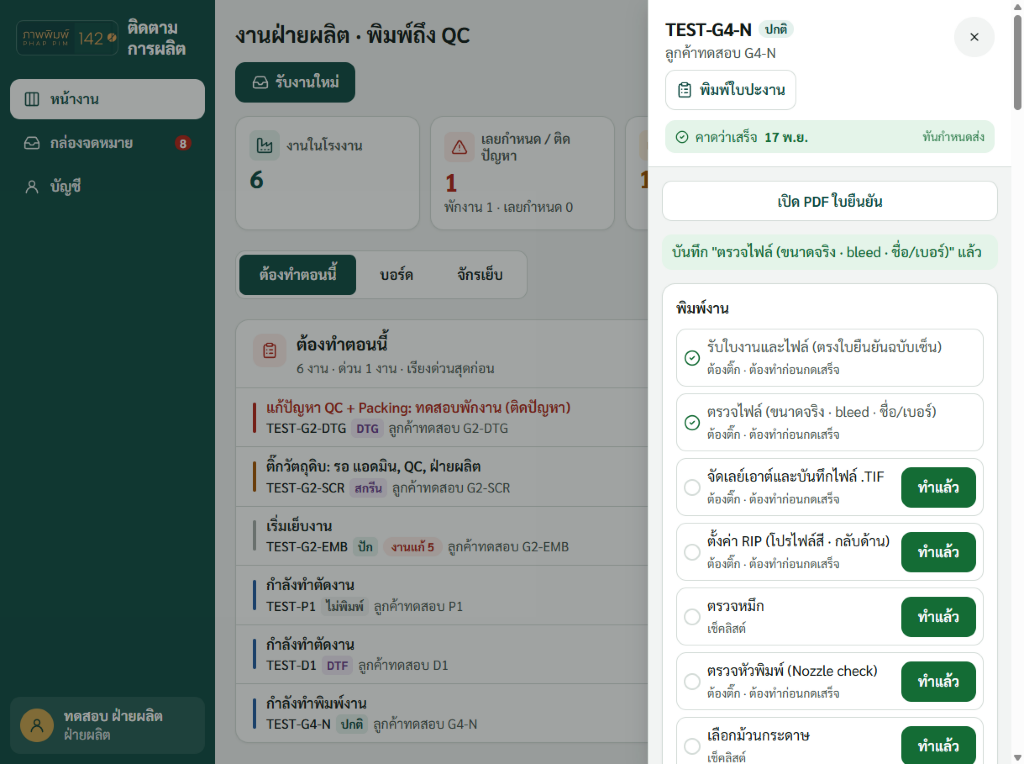 ภาพพิมพ์
PHAP PIM
142
ติดตาม
การผลิต
หน้างาน
กล่องจดหมาย 8
บัญชี
ทดสอบ ฝ่ายผลิต
ฝ่ายผลิต
งานฝ่ายผลิต · พิมพ์ถึง QC
รับงานใหม่
งานในโรงงาน
6
เลยกำหนด / ติด
ปัญหา
1
พักงาน 1 · เลยกำหนด 0
ต้องทำตอนนี้ บอร์ด จักรเย็บ
ต้องทำตอนนี้
6 งาน · ด่วน 1 งาน · เรียงด่วนสุดก่อน
แก้ปัญหา QC + Packing: ทดสอบพักงาน (ติดปัญหา)
TEST-G2-DTG DTG ลูกค้าทดสอบ G2-DTG
ติ๊กวัตถุดิบ: รอ แอดมิน, QC, ฝ่ายผลิต
TEST-G2-SCR สกรีน ลูกค้าทดสอบ G2-SCR
เริ่มเย็บงาน
TEST-G2-EMB ปัก งานแก้ 5 ลูกค้าทดสอบ G2-EMB
กำลังทำตัดงาน
TEST-P1 ไม่พิมพ์ ลูกค้าทดสอบ P1
กำลังทำตัดงาน
TEST-D1 DTF ลูกค้าทดสอบ D1
กำลังทำพิมพ์งาน
TEST-G4-N ปกติ ลูกค้าทดสอบ G4-N
TEST-G4-N ปกติ
ลูกค้าทดสอบ G4-N
พิมพ์ใบปะงาน
คาดว่าเสร็จ 17 พ.ย. ทันกำหนดส่ง
เปิด PDF ใบยืนยัน
บันทึก "ตรวจไฟล์ (ขนาดจริง · bleed · ชื่อ/เบอร์)" แล้ว
พิมพ์งาน
รับใบงานและไฟล์ (ตรงใบยืนยันฉบับเซ็น)
ต้องติ๊ก · ต้องทำก่อนกดเสร็จ
ตรวจไฟล์ (ขนาดจริง · bleed · ชื่อ/เบอร์)
ต้องติ๊ก · ต้องทำก่อนกดเสร็จ
จัดเลย์เอาต์และบันทึกไฟล์ .TIF
ต้องติ๊ก · ต้องทำก่อนกดเสร็จ
ทำแล้ว
ตั้งค่า RIP (โปรไฟล์สี · กลับด้าน)
ต้องติ๊ก · ต้องทำก่อนกดเสร็จ
ทำแล้ว
ตรวจหมึก
เช็คลิสต์
ทำแล้ว
ตรวจหัวพิมพ์ (Nozzle check)
ต้องติ๊ก · ต้องทำก่อนกดเสร็จ
ทำแล้ว
เลือกม้วนกระดาษ
เช็คลิสต์
ทำแล้ว